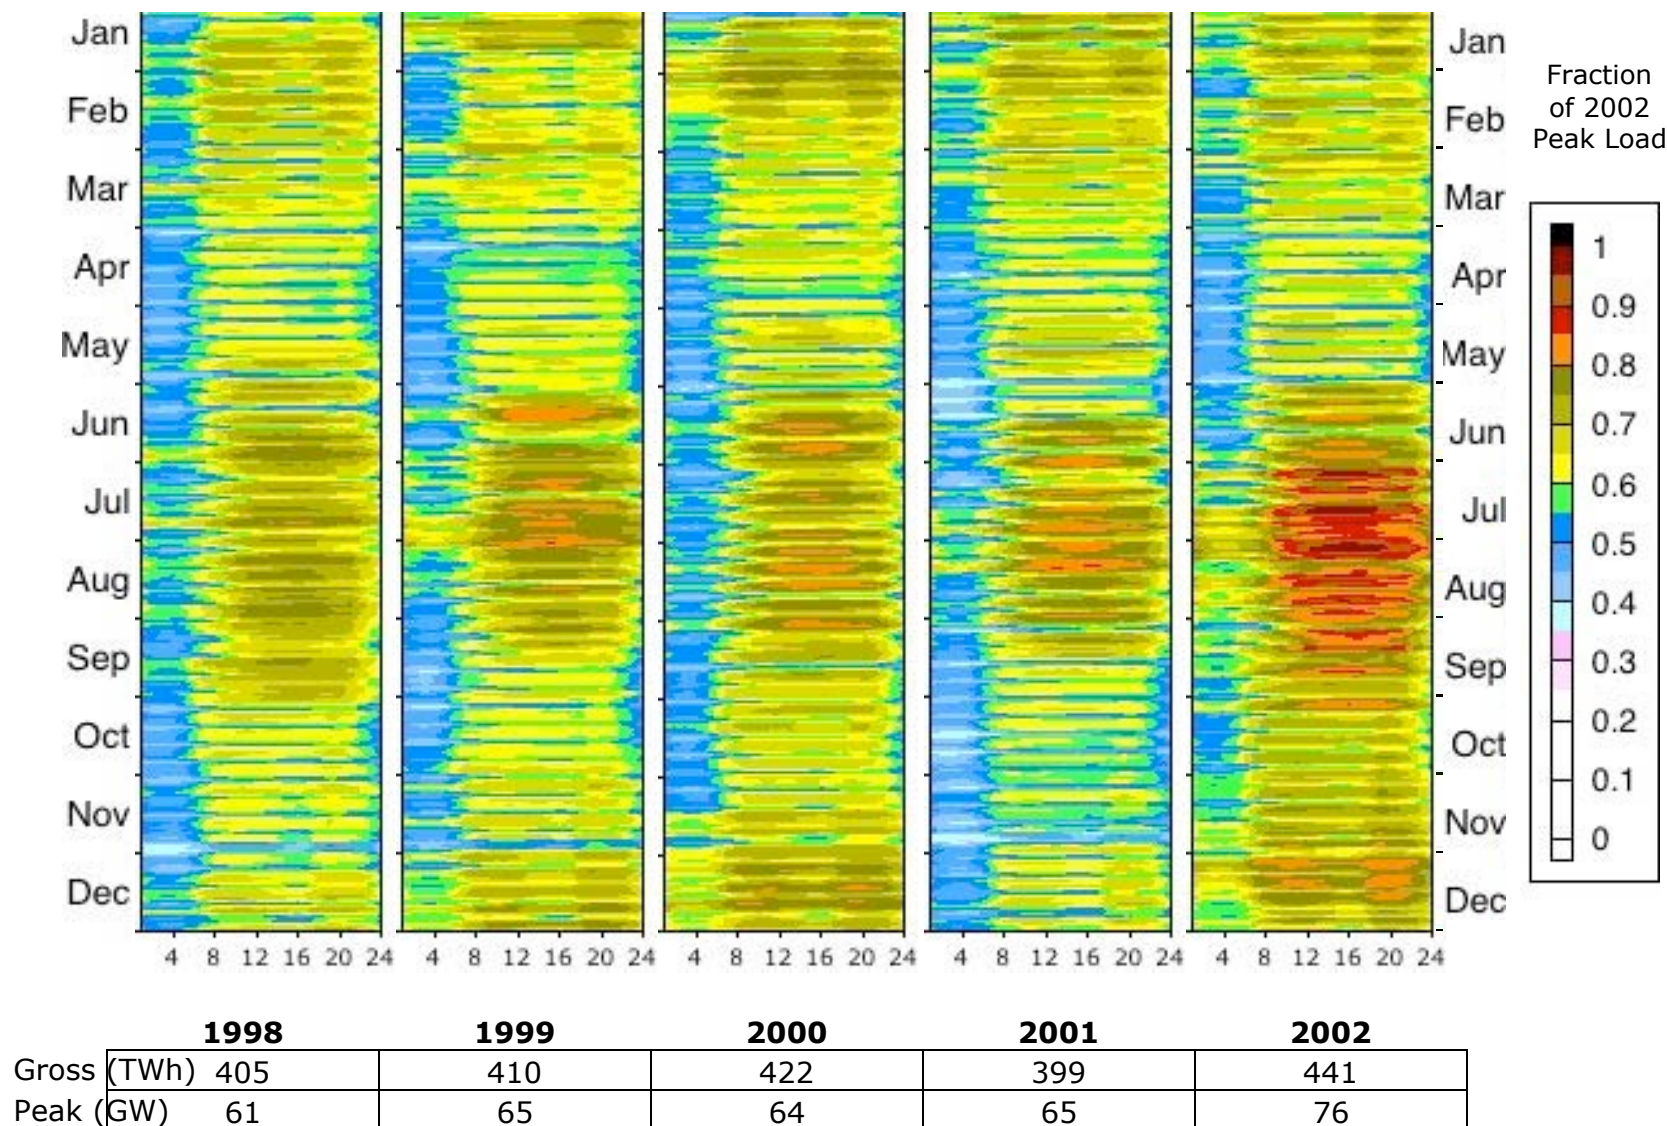 Jan
Feb
Mar
Apr
May
Jun
Jul
Aug
Sep
Oct
Nov
Dec
4 8 12 16 20 24
4 8 12 16 20 24
4 8 12 16 20 24
4 8 12 16 20 24
4 8 12 16 20 24
Jan
Feb
Mar
Apr
May
Jun
Jul
Aug
Sep
Oct
Nov
Dec
Fraction
of 2002
Peak Load
1
0.9
0.8
0.7
0.6
0.5
0.4
0.3
0.2
0.1
0
1998 1999 2000 2001 2002
Gross (TWh) 405 410 422 399 441
Peak (GW) 61 65 64 65 76